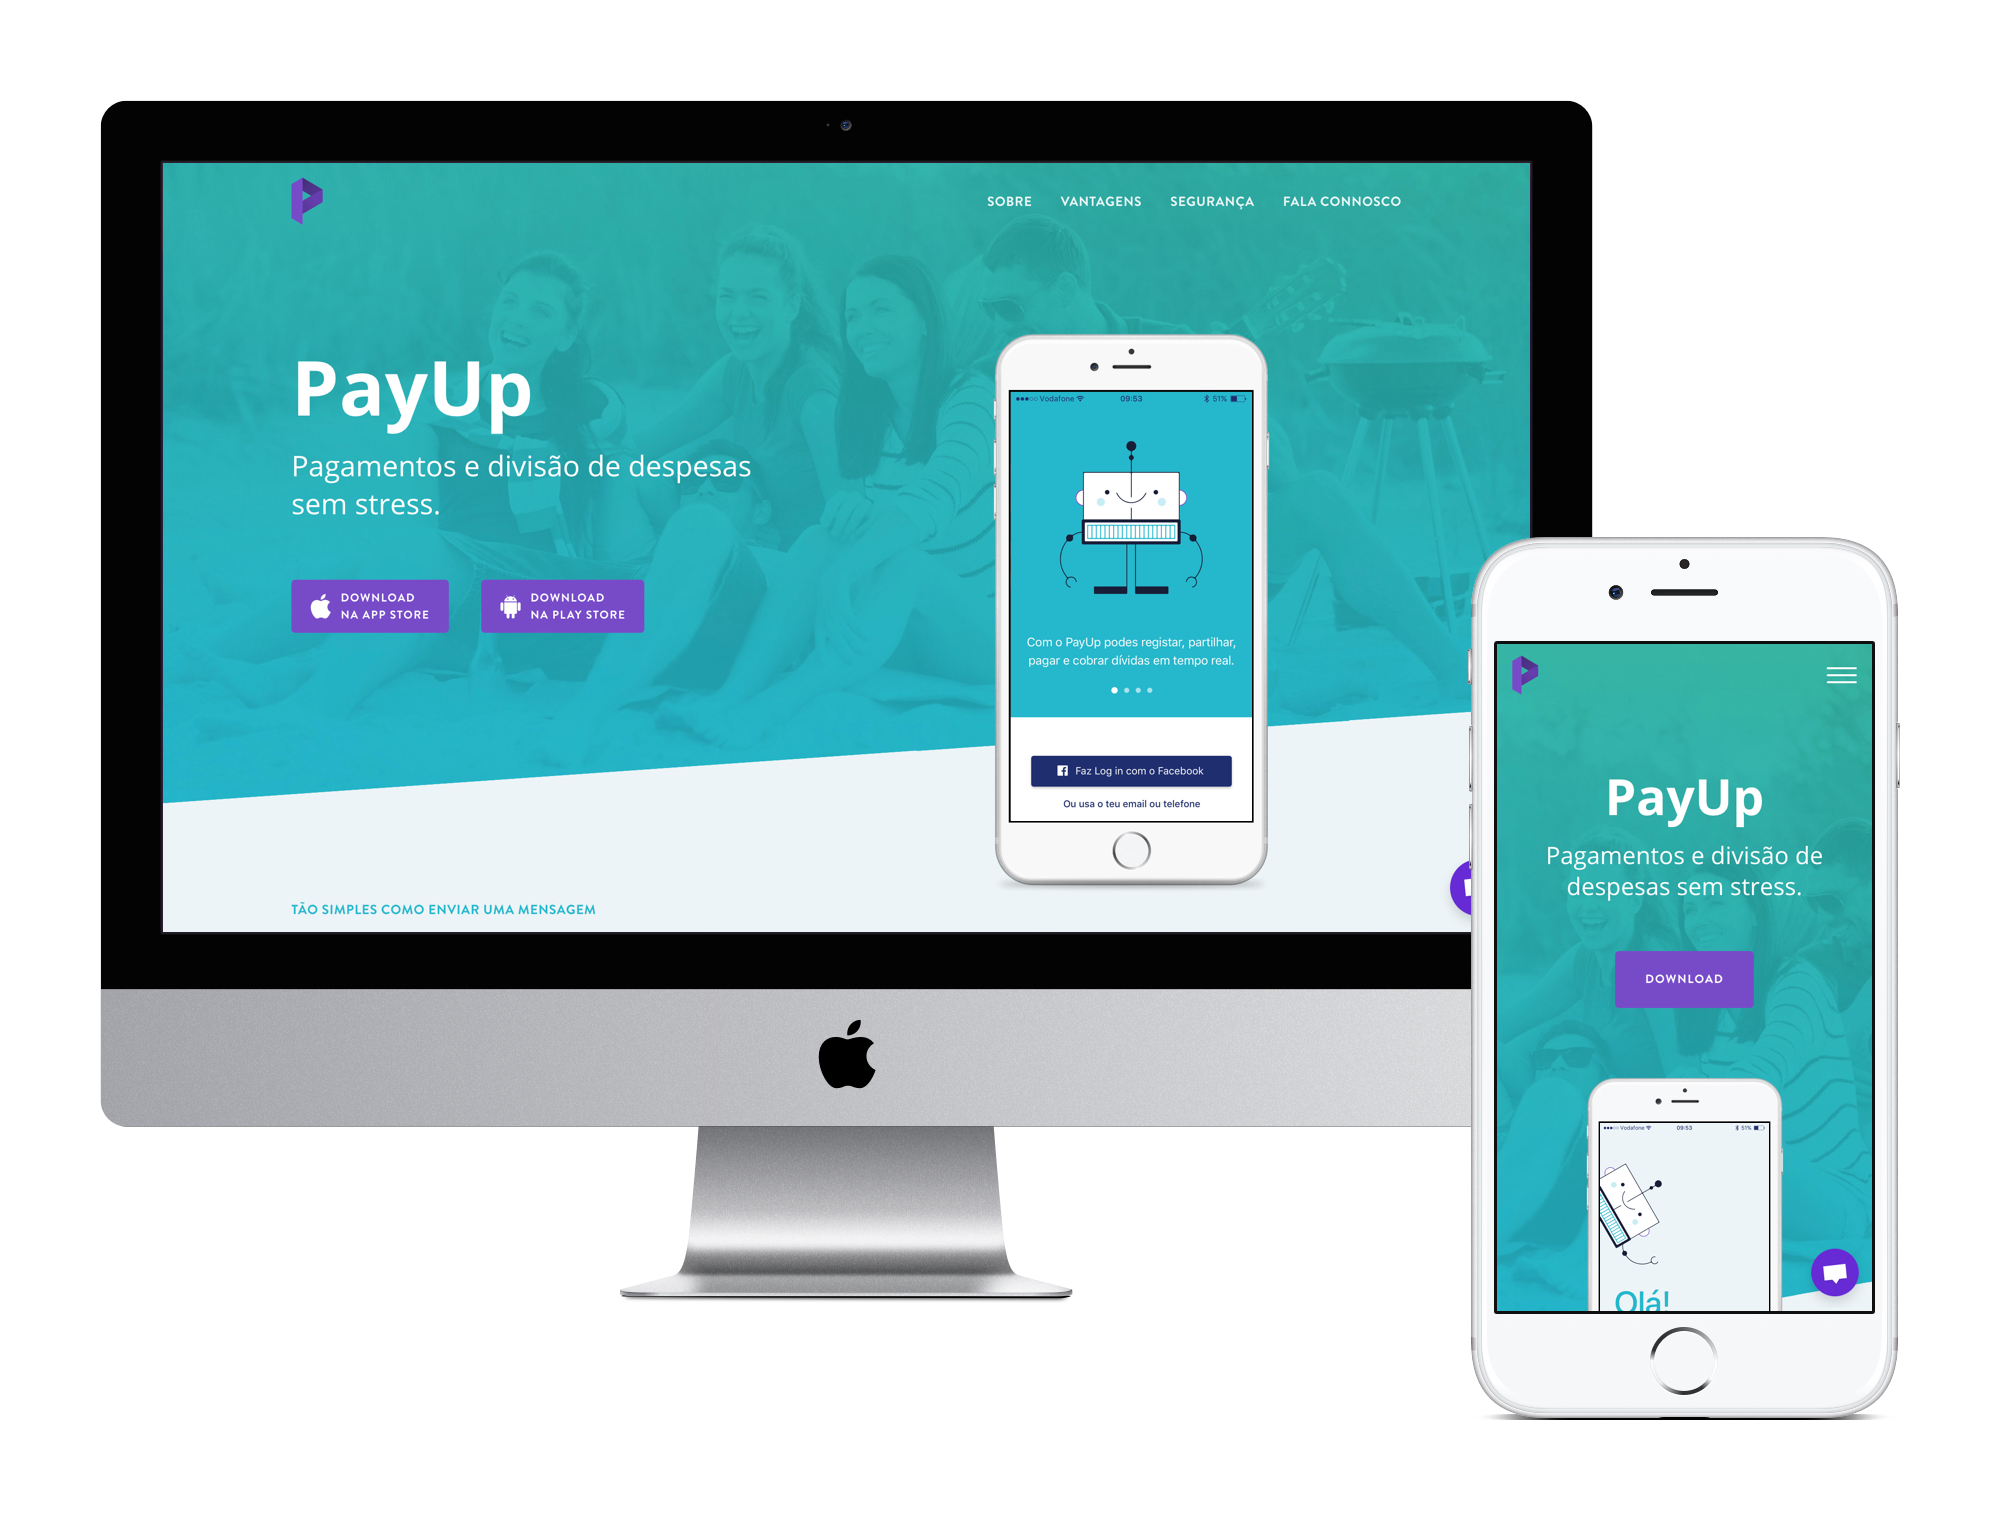 SOBRE VANTAGENS SEGURANÇA FALA CONNOSCO
PayUp
Pagamentos e divisão de despesas
sem stress.
DOWNLOAD
NA APP STORE
DOWNLOAD
NA PLAY STORE
Vodafone 09:53 51%
Com o PayUp podes registar, partilhar,
pagar e cobrar dívidas em tempo real.
Faz Log in com o Facebook
Ou usa o teu email ou telefone
TÃO SIMPLES COMO ENVIAR UMA MENSAGEM
PayUp
Pagamentos e divisão de
despesas sem stress.
DOWNLOAD
Vodafone 09:53 51%
Olá!